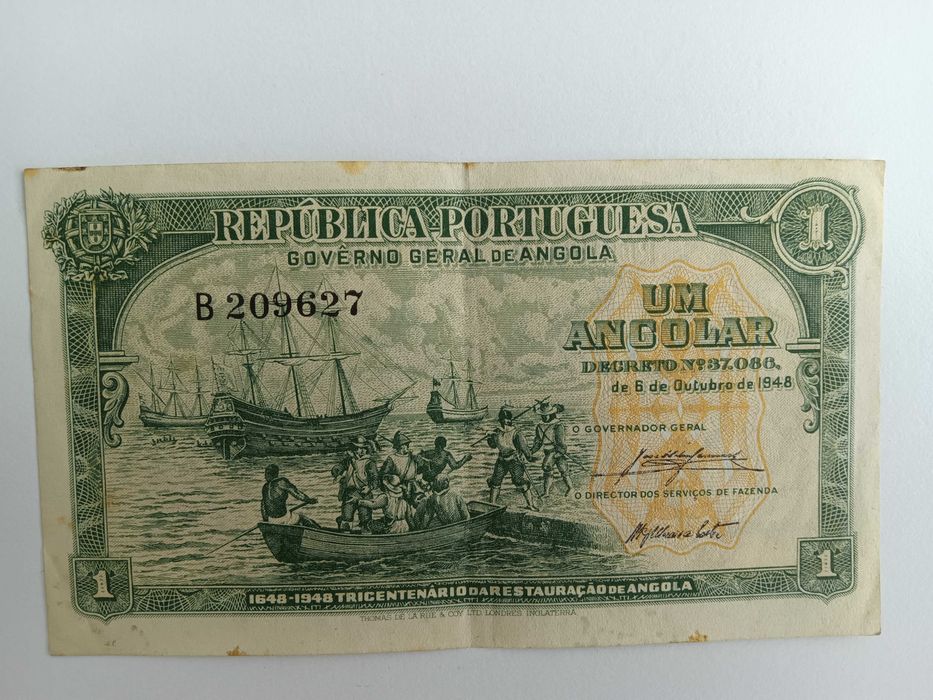 REPÚBLICA PORTUGUESA
GOVÊRNO GERAL DE ANGOLA
1
B 209627
UM
ANGOLAR
DECRETO Nº 37.086.
de 6 de Outubro de 1948
O GOVERNADOR GERAL
O DIRECTOR DOS SERVIÇOS DE FAZENDA
1
1
1648-1948 TRICENTENÁRIO DA RESTAURAÇÃO DE ANGOLA
THOMAS DE LA RUE & COY. LTD. LONDRES INGLATERRA